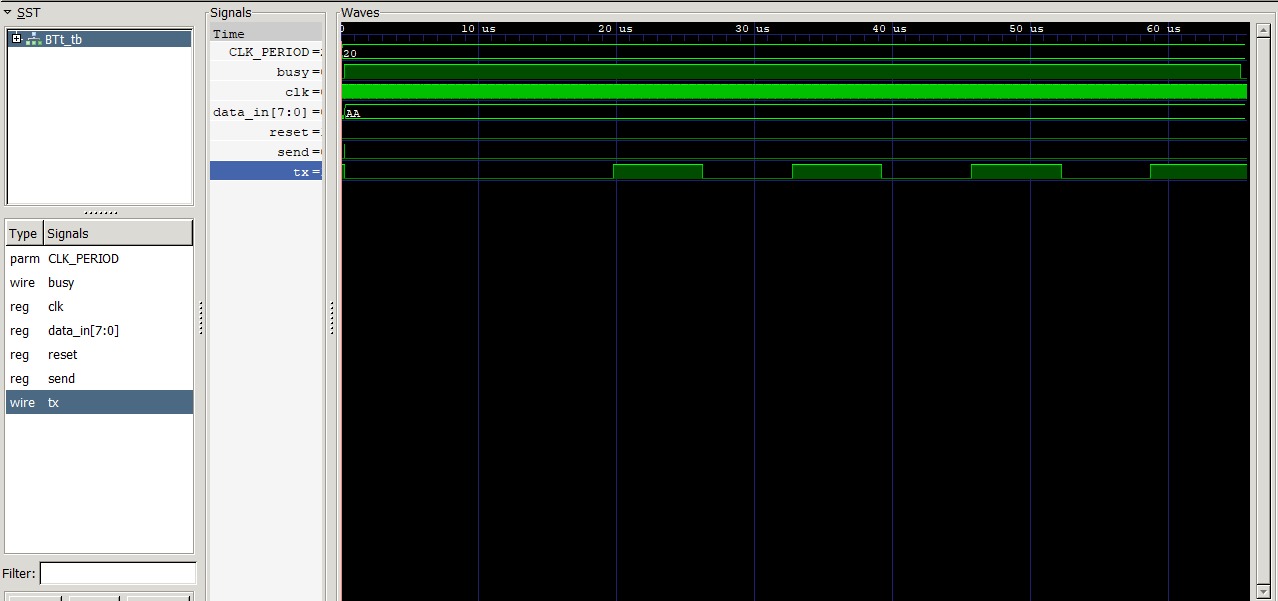 SST
BTt_tb
Type Signals
parm CLK_PERIOD
wire busy
reg clk
reg data_in[7:0]
reg reset
reg send
wire tx
Filter:
Signals
Time
CLK_PERIOD=
busy=
clk=
data_in[7:0]=
reset=
send=
tx=
Waves
0 10 us 20 us 30 us 40 us 50 us 60 us
20
AA